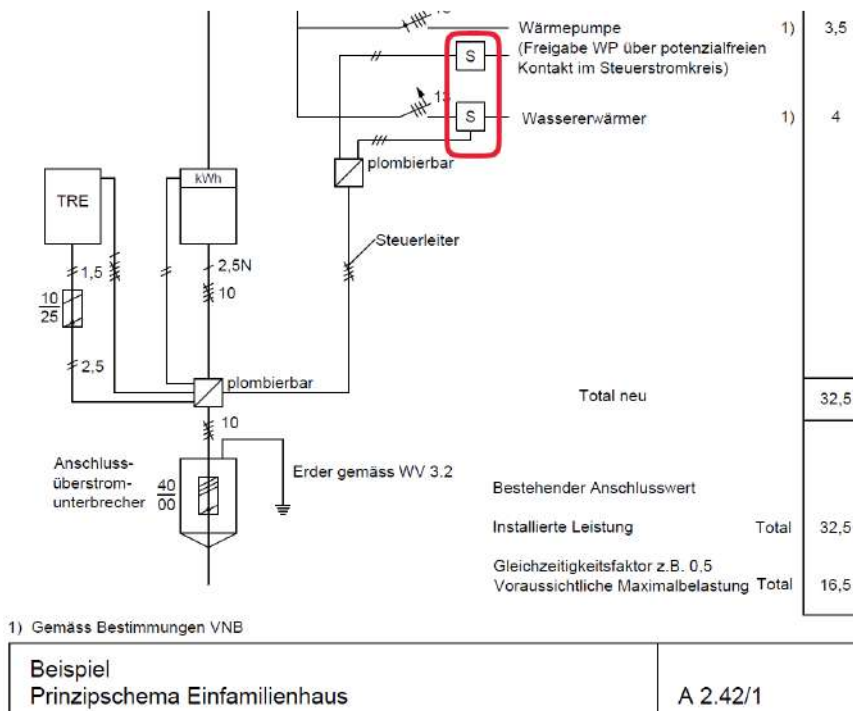 Wärmepumpe 1) 3,5
(Freigabe WP über potenzialfreien
Kontakt im Steuerstromkreis)
S
13
S
Wassererwärmer 1) 4
plombierbar
kWh
TRE
Steuerleiter
1,5
2,5N
10
10
25
2,5
plombierbar
Total neu 32,5
10
Anschluss-
überstrom-
unterbrecher
40
00
Erder gemäss WV 3.2
Bestehender Anschlusswert
Installierte Leistung Total 32,5
Gleichzeitigkeitsfaktor z.B. 0,5
Voraussichtliche Maximalbelastung Total 16,5
1) Gemäss Bestimmungen VNB
Beispiel
Prinzipschema Einfamilienhaus A 2.42/1